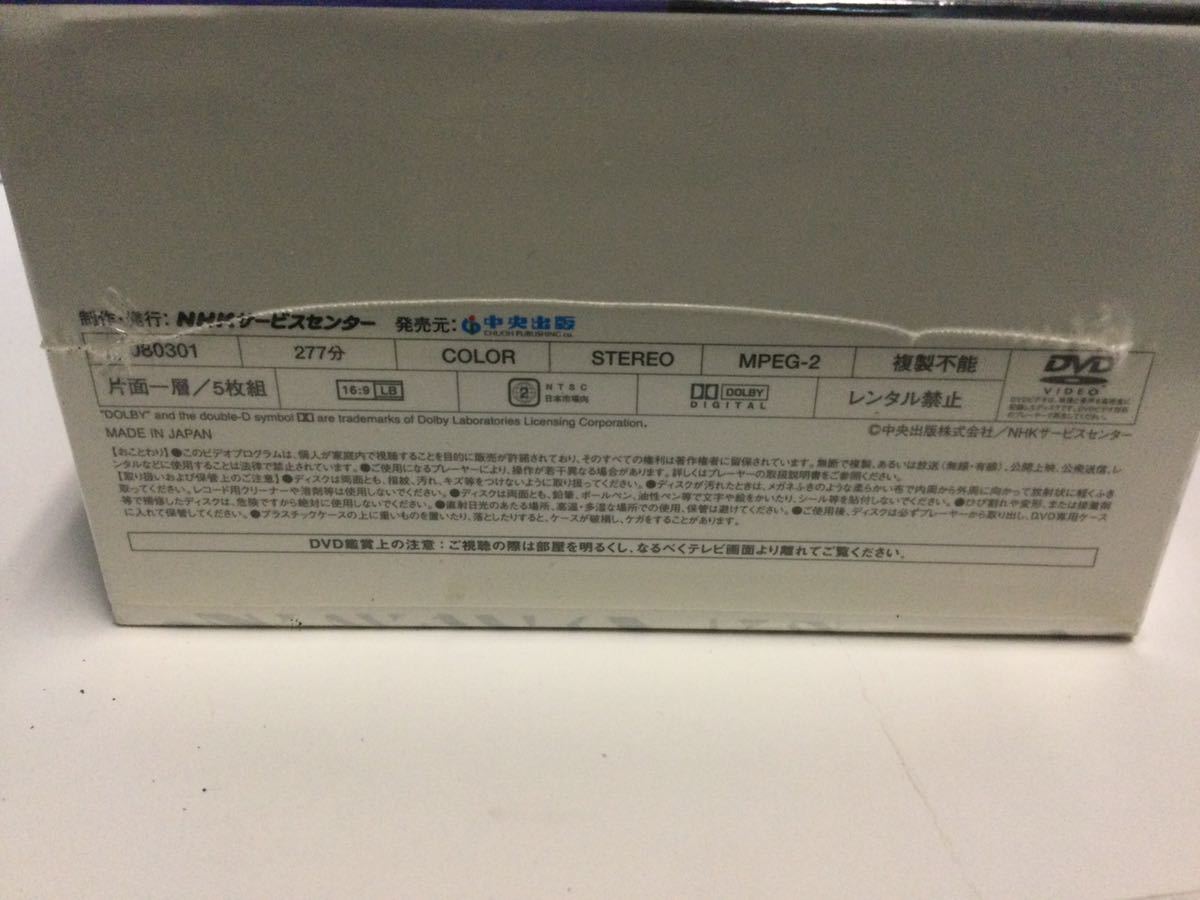 制作・発行：NHKサービスセンター 発売元：中央出版
CHUOH PUBLISHING co.
080301 277分 COLOR STEREO MPEG-2 複製不能 DVD VIDEO
片面一層／5枚組 16:9 LB 2 NTSC 日本市場向 DOLBY DIGITAL レンタル禁止
"DOLBY" and the double-D symbol are trademarks of Dolby Laboratories Licensing Corporation.
MADE IN JAPAN
©中央出版株式会社／NHKサービスセンター
【おことわり】●このビデオプログラムは、個人が家庭内で視聴することを目的に販売が許諾されており、そのすべての権利は著作権者に留保されています。無断で複製、あるいは放送（無線・有線）、公開上映、公衆送信、レ
ンタルなどに使用することは法律で禁止されています。●ご使用になるプレーヤーにより、操作が若干異なる場合があります。詳しくはプレーヤーの取扱説明書をご参照ください。
【取り扱いおよび保管上のご注意】●ディスクは両面とも、指紋、汚れ、キズ等をつけないように取り扱ってください。●ディスクが汚れたときは、メガネふきのような柔らかい布で内周から外周に向かって放射状に軽くふき
取ってください。レコード用クリーナーや溶剤等は使用しないでください。●ディスクは両面とも、鉛筆、ボールペン、油性ペン等で文字や絵をかいたり、シール等を貼付しないでください。●ひび割れや変形、または接着剤
等で補修したディスクは、危険ですから絶対に使用しないでください。●直射日光のあたる場所、高温・多湿な場所での使用、保管は避けてください。●ご使用後、ディスクは必ずプレーヤーから取り出し、DVD専用ケース
に入れて保管してください。●プラスチックケースの上に重いものを置いたり、落としたりすると、ケースが破損し、ケガをすることがあります。
DVD鑑賞上の注意：ご視聴の際は部屋を明るくし、なるべくテレビ画面より離れてご覧ください。